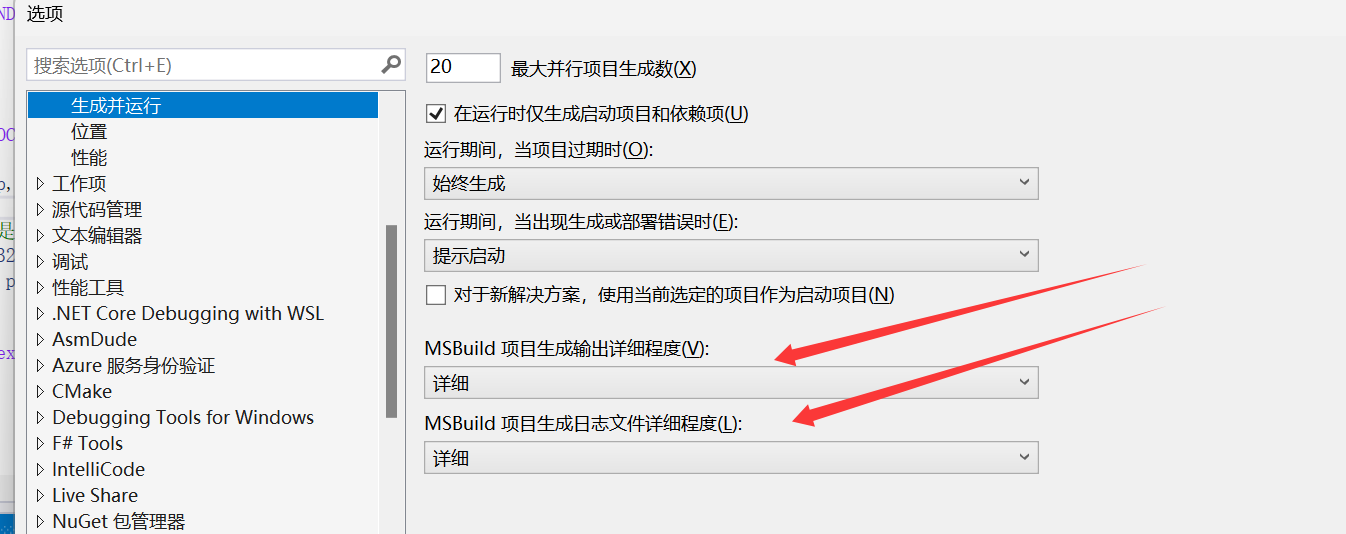 选项
搜索选项(Ctrl+E)
生成并运行
位置
性能
工作项
源代码管理
文本编辑器
调试
性能工具
.NET Core Debugging with WSL
AsmDude
Azure 服务身份验证
CMake
Debugging Tools for Windows
F# Tools
IntelliCode
Live Share
NuGet 包管理器
20 最大并行项目生成数(X)
在运行时仅生成启动项目和依赖项(U)
运行期间，当项目过期时(O):
始终生成
运行期间，当出现生成或部署错误时(E):
提示启动
对于新解决方案，使用当前选定的项目作为启动项目(N)
MSBuild 项目生成输出详细程度(V):
详细
MSBuild 项目生成日志文件详细程度(L):
详细